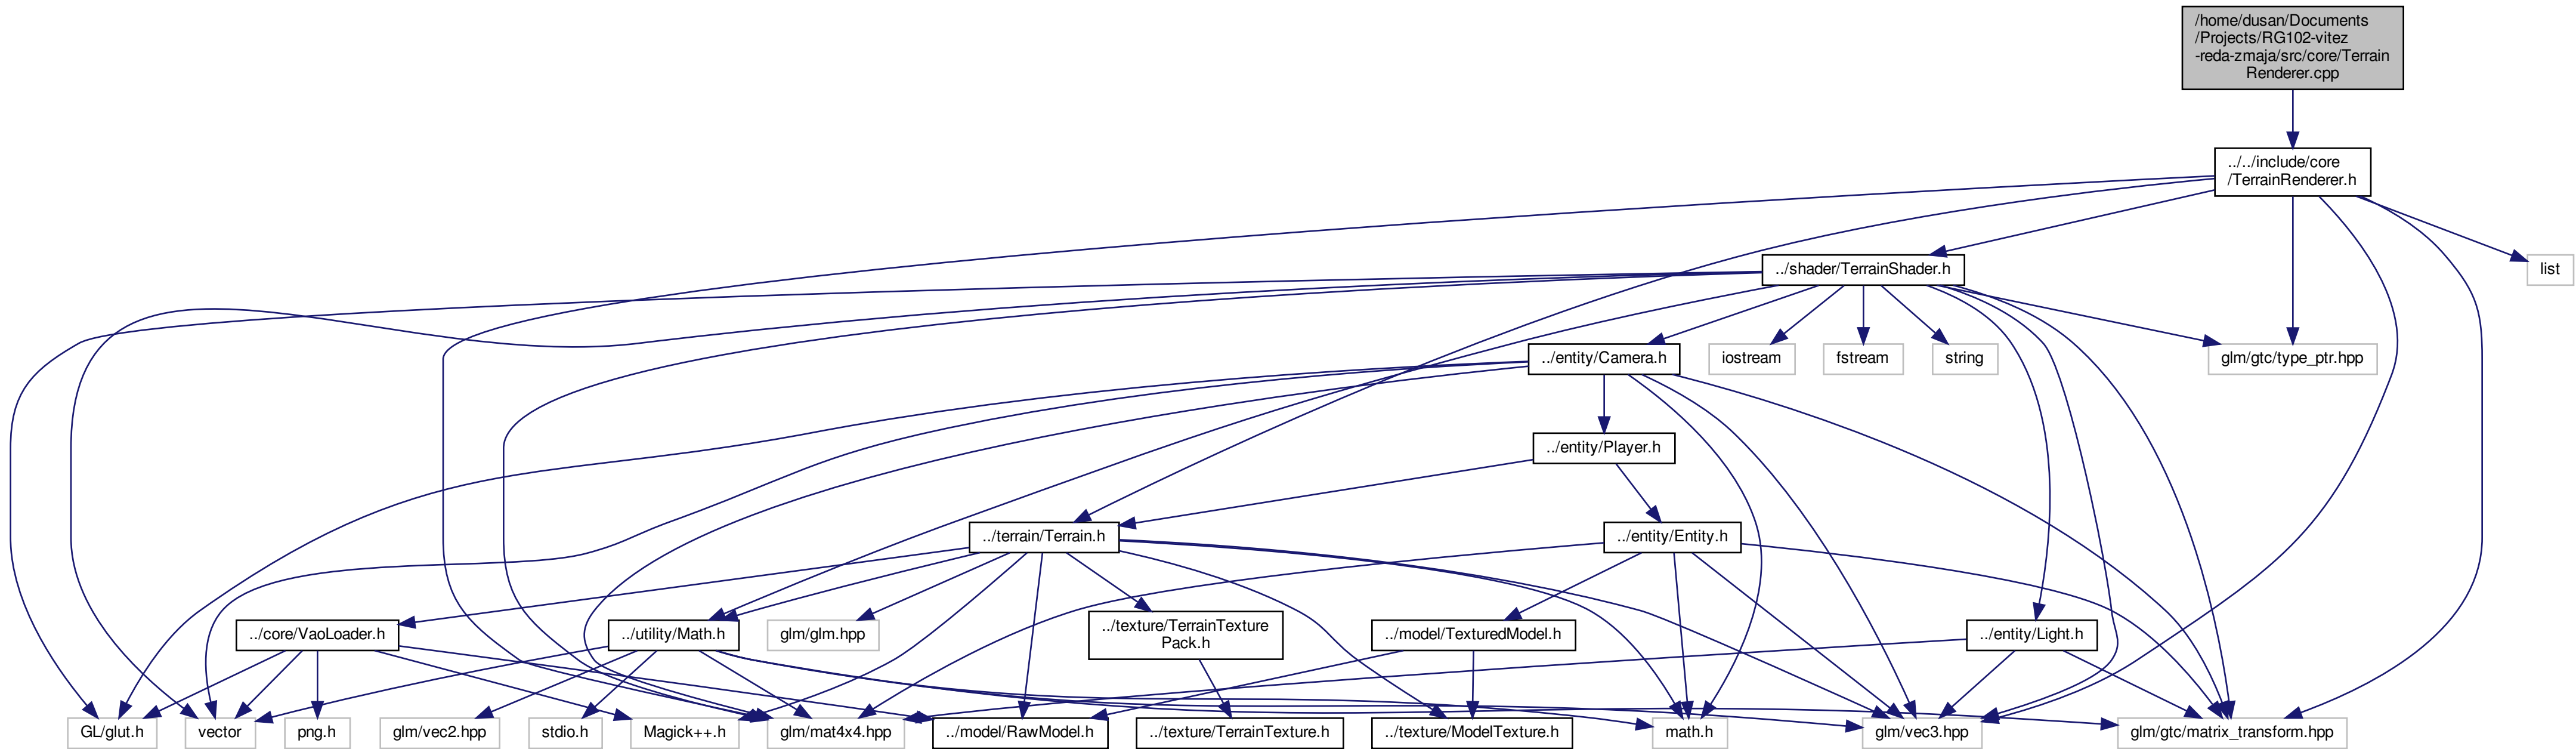 /home/dusan/Documents
/Projects/RG102-vitez
-reda-zmaja/src/core/Terrain
Renderer.cpp
../../include/core
/TerrainRenderer.h
../shader/TerrainShader.h
list
../entity/Camera.h
iostream
fstream
string
glm/gtc/type_ptr.hpp
../entity/Player.h
../terrain/Terrain.h
../entity/Entity.h
../core/VaoLoader.h
../utility/Math.h
glm/glm.hpp
../texture/TerrainTexture
Pack.h
../model/TexturedModel.h
../entity/Light.h
GL/glut.h
vector
png.h
glm/vec2.hpp
stdio.h
Magick++.h
glm/mat4x4.hpp
../model/RawModel.h
../texture/TerrainTexture.h
../texture/ModelTexture.h
math.h
glm/vec3.hpp
glm/gtc/matrix_transform.hpp